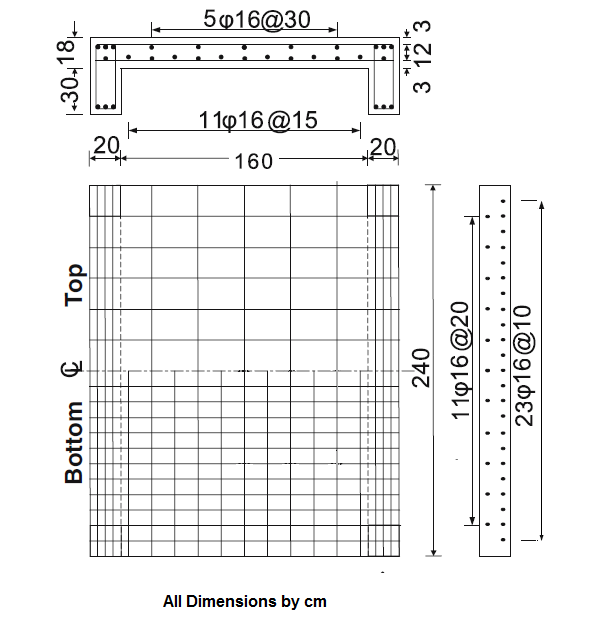 5φ16@30
3
18
12
30
3
11φ16@15
20
160
20
Top
℄
Bottom
240
11φ16@20
23φ16@10
All Dimensions by cm